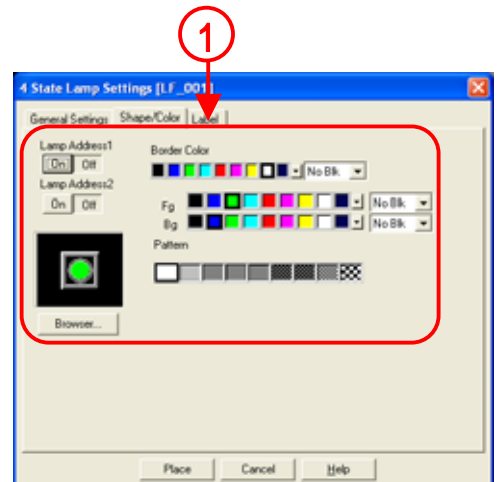 1
4 State Lamp Settings [LF_001]
General Settings Shape/Color Label
Lamp Address1
On Off
Lamp Address2
On Off
Border Color
No Blk
Fg No Blk
Bg No Blk
Pattern
Browser...
Place Cancel Help